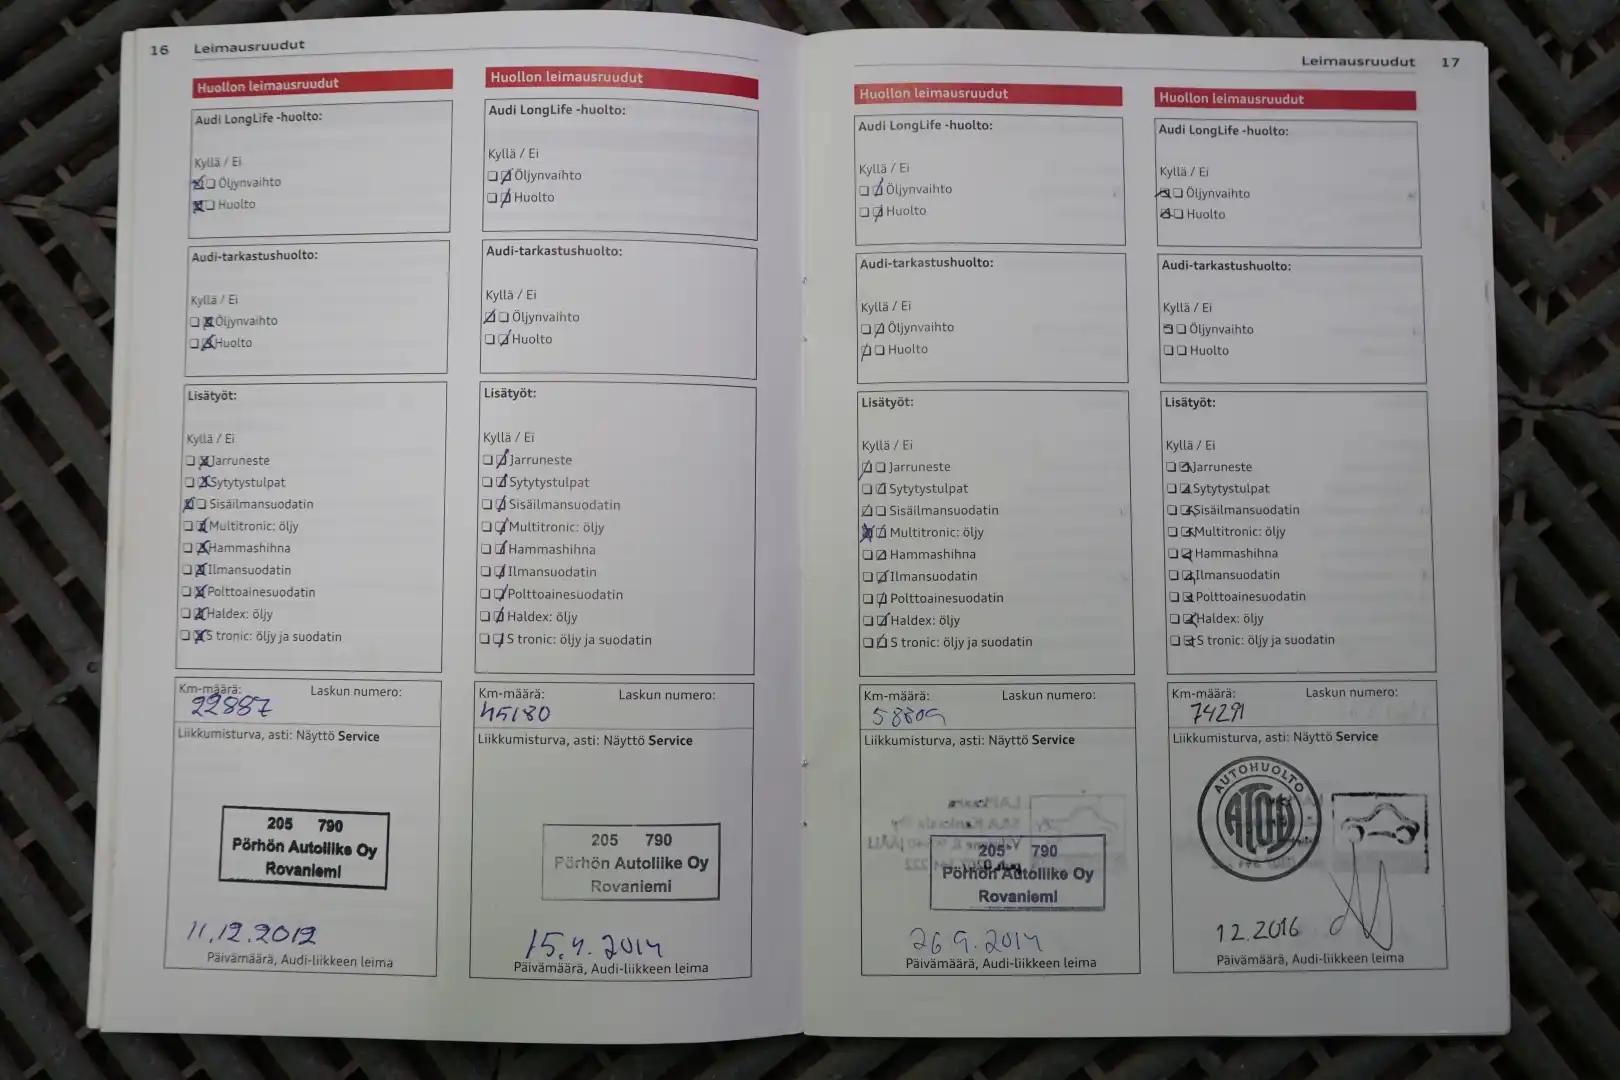 16 Leimausruudut
Huollon leimausruudut
Audi LongLife -huolto:
Kyllä / Ei
Öljynvaihto
Huolto
Audi-tarkastushuolto:
Kyllä / Ei
Öljynvaihto
Huolto
Lisätyöt:
Kyllä / Ei
Jarruneste
Sytytystulpat
Sisäilmansuodatin
Multitronic: öljy
Hammashihna
Ilmansuodatin
Polttoainesuodatin
Haldex: öljy
S tronic: öljy ja suodatin
Km-määrä: Laskun numero:
22887
Liikkumisturva, asti: Näyttö Service
205 790
Pörhön Autoliike Oy
Rovaniemi
11.12.2012
Päivämäärä, Audi-liikkeen leima
Huollon leimausruudut
Audi LongLife -huolto:
Kyllä / Ei
Öljynvaihto
Huolto
Audi-tarkastushuolto:
Kyllä / Ei
Öljynvaihto
Huolto
Lisätyöt:
Kyllä / Ei
Jarruneste
Sytytystulpat
Sisäilmansuodatin
Multitronic: öljy
Hammashihna
Ilmansuodatin
Polttoainesuodatin
Haldex: öljy
S tronic: öljy ja suodatin
Km-määrä: Laskun numero:
45180
Liikkumisturva, asti: Näyttö Service
205 790
Pörhön Autoliike Oy
Rovaniemi
15.4.2014
Päivämäärä, Audi-liikkeen leima
Leimausruudut 17
Huollon leimausruudut
Audi LongLife -huolto:
Kyllä / Ei
Öljynvaihto
Huolto
Audi-tarkastushuolto:
Kyllä / Ei
Öljynvaihto
Huolto
Lisätyöt:
Kyllä / Ei
Jarruneste
Sytytystulpat
Sisäilmansuodatin
Multitronic: öljy
Hammashihna
Ilmansuodatin
Polttoainesuodatin
Haldex: öljy
S tronic: öljy ja suodatin
Km-määrä: Laskun numero:
58809
Liikkumisturva, asti: Näyttö Service
205 790
Pörhön Autoliike Oy
Rovaniemi
26 9.2014
Päivämäärä, Audi-liikkeen leima
Huollon leimausruudut
Audi LongLife -huolto:
Kyllä / Ei
Öljynvaihto
Huolto
Audi-tarkastushuolto:
Kyllä / Ei
Öljynvaihto
Huolto
Lisätyöt:
Kyllä / Ei
Jarruneste
Sytytystulpat
Sisäilmansuodatin
Multitronic: öljy
Hammashihna
Ilmansuodatin
Polttoainesuodatin
Haldex: öljy
S tronic: öljy ja suodatin
Km-määrä: Laskun numero:
74291
Liikkumisturva, asti: Näyttö Service
AUTOHUOLTO
12.2016
Päivämäärä, Audi-liikkeen leima